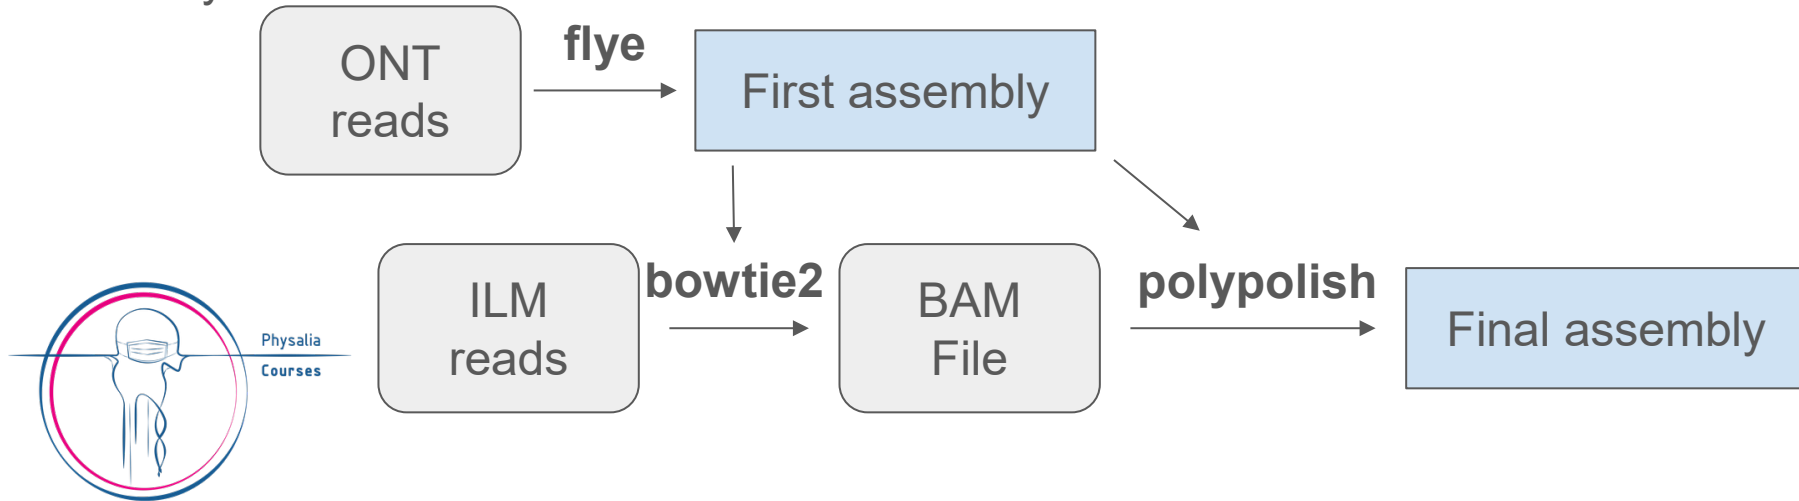 ONT
reads
flye
First assembly
ILM
reads
bowtie2
BAM
File
polypolish
Final assembly
Physalia
Courses